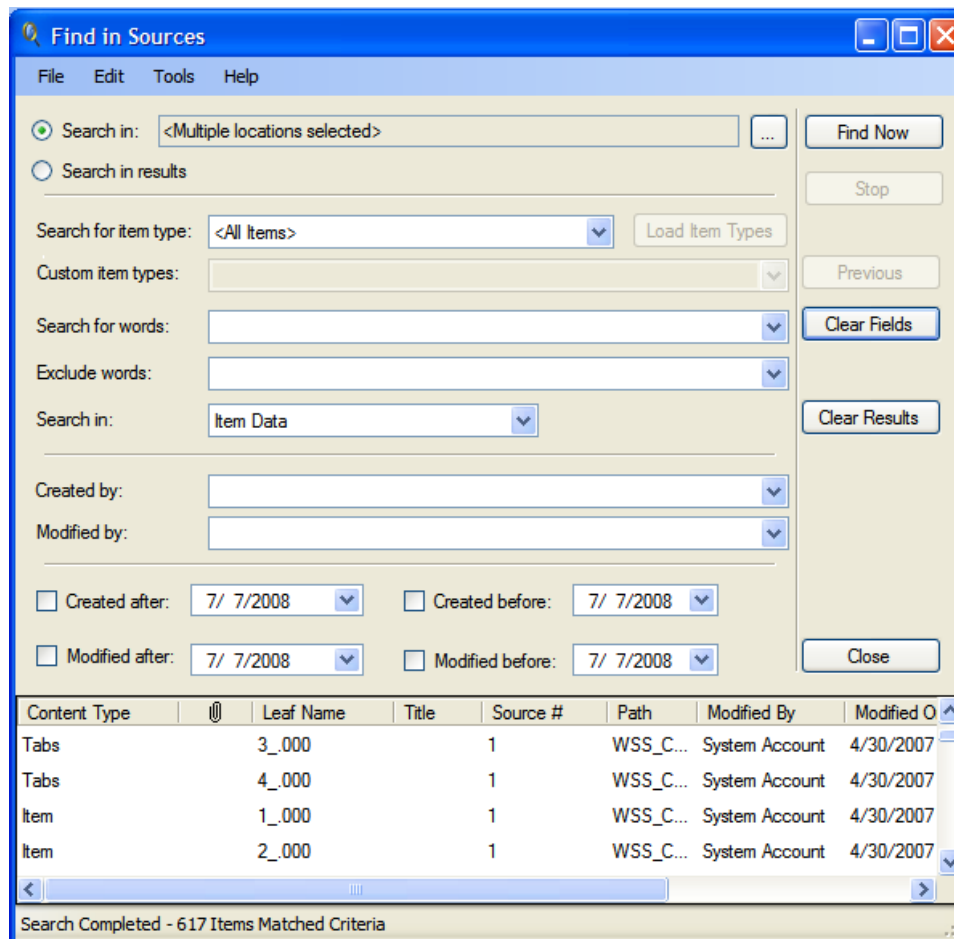 Find in Sources
File Edit Tools Help
Search in: <Multiple locations selected> ... Find Now
Search in results
Stop
Search for item type: <All Items> Load Item Types
Custom item types: Previous
Search for words: Clear Fields
Exclude words:
Search in: Item Data Clear Results
Created by:
Modified by:
Created after: 7/ 7/2008 Created before: 7/ 7/2008
Modified after: 7/ 7/2008 Modified before: 7/ 7/2008 Close
Content Type Leaf Name Title Source # Path Modified By Modified O
Tabs 3_.000 1 WSS_C... System Account 4/30/2007
Tabs 4_.000 1 WSS_C... System Account 4/30/2007
Item 1_.000 1 WSS_C... System Account 4/30/2007
Item 2_.000 1 WSS_C... System Account 4/30/2007
Search Completed - 617 Items Matched Criteria